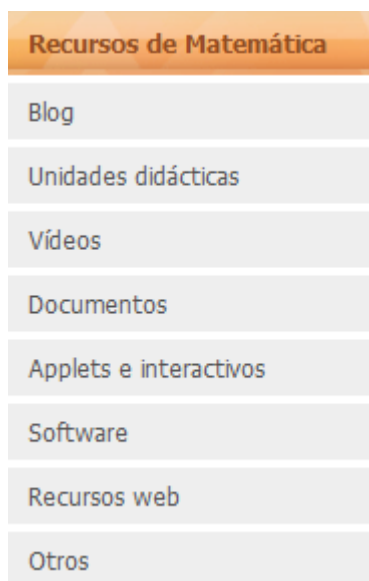 Recursos de Matemática
Blog
Unidades didácticas
Vídeos
Documentos
Applets e interactivos
Software
Recursos web
Otros